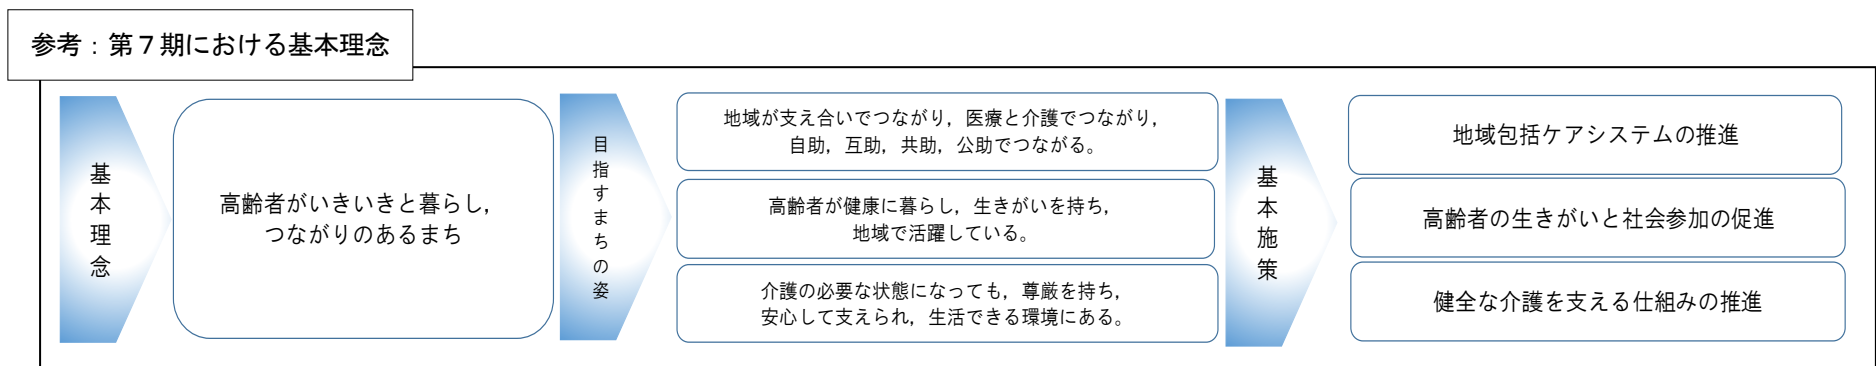 参考：第７期における基本理念
基本理念
高齢者がいきいきと暮らし，
つながりのあるまち
目指すまちの姿
地域が支え合いでつながり，医療と介護でつながり，
自助，互助，共助，公助でつながる。
高齢者が健康に暮らし，生きがいを持ち，
地域で活躍している。
介護の必要な状態になっても，尊厳を持ち，
安心して支えられ，生活できる環境にある。
基本施策
地域包括ケアシステムの推進
高齢者の生きがいと社会参加の促進
健全な介護を支える仕組みの推進